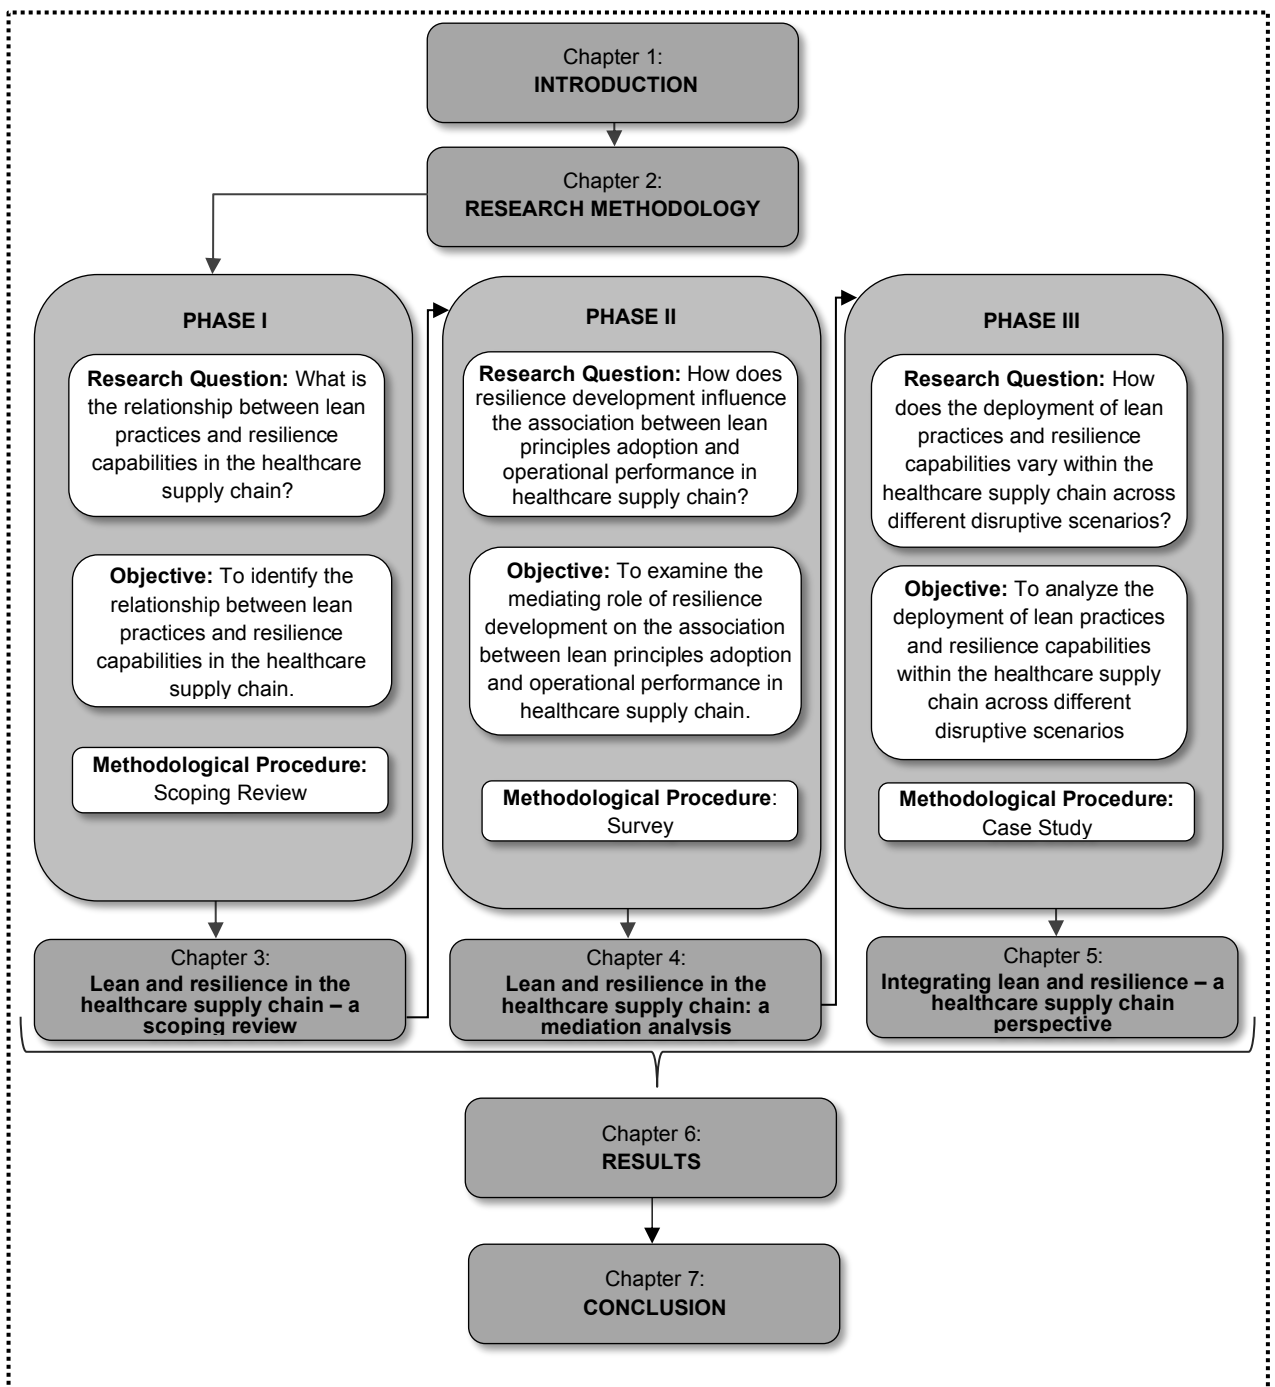 Chapter 1:
INTRODUCTION
Chapter 2:
RESEARCH METHODOLOGY
PHASE I
Research Question: What is
the relationship between lean
practices and resilience
capabilities in the healthcare
supply chain?
Objective: To identify the
relationship between lean
practices and resilience
capabilities in the healthcare
supply chain.
Methodological Procedure:
Scoping Review
Chapter 3:
Lean and resilience in the
healthcare supply chain – a
scoping review
PHASE II
Research Question: How does
resilience development influence
the association between lean
principles adoption and
operational performance in
healthcare supply chain?
Objective: To examine the
mediating role of resilience
development on the association
between lean principles adoption
and operational performance in
healthcare supply chain.
Methodological Procedure:
Survey
Chapter 4:
Lean and resilience in the
healthcare supply chain: a
mediation analysis
PHASE III
Research Question: How
does the deployment of lean
practices and resilience
capabilities vary within the
healthcare supply chain across
different disruptive scenarios?
Objective: To analyze the
deployment of lean practices
and resilience capabilities
within the healthcare supply
chain across different
disruptive scenarios
Methodological Procedure:
Case Study
Chapter 5:
Integrating lean and resilience – a
healthcare supply chain
perspective
Chapter 6:
RESULTS
Chapter 7:
CONCLUSION